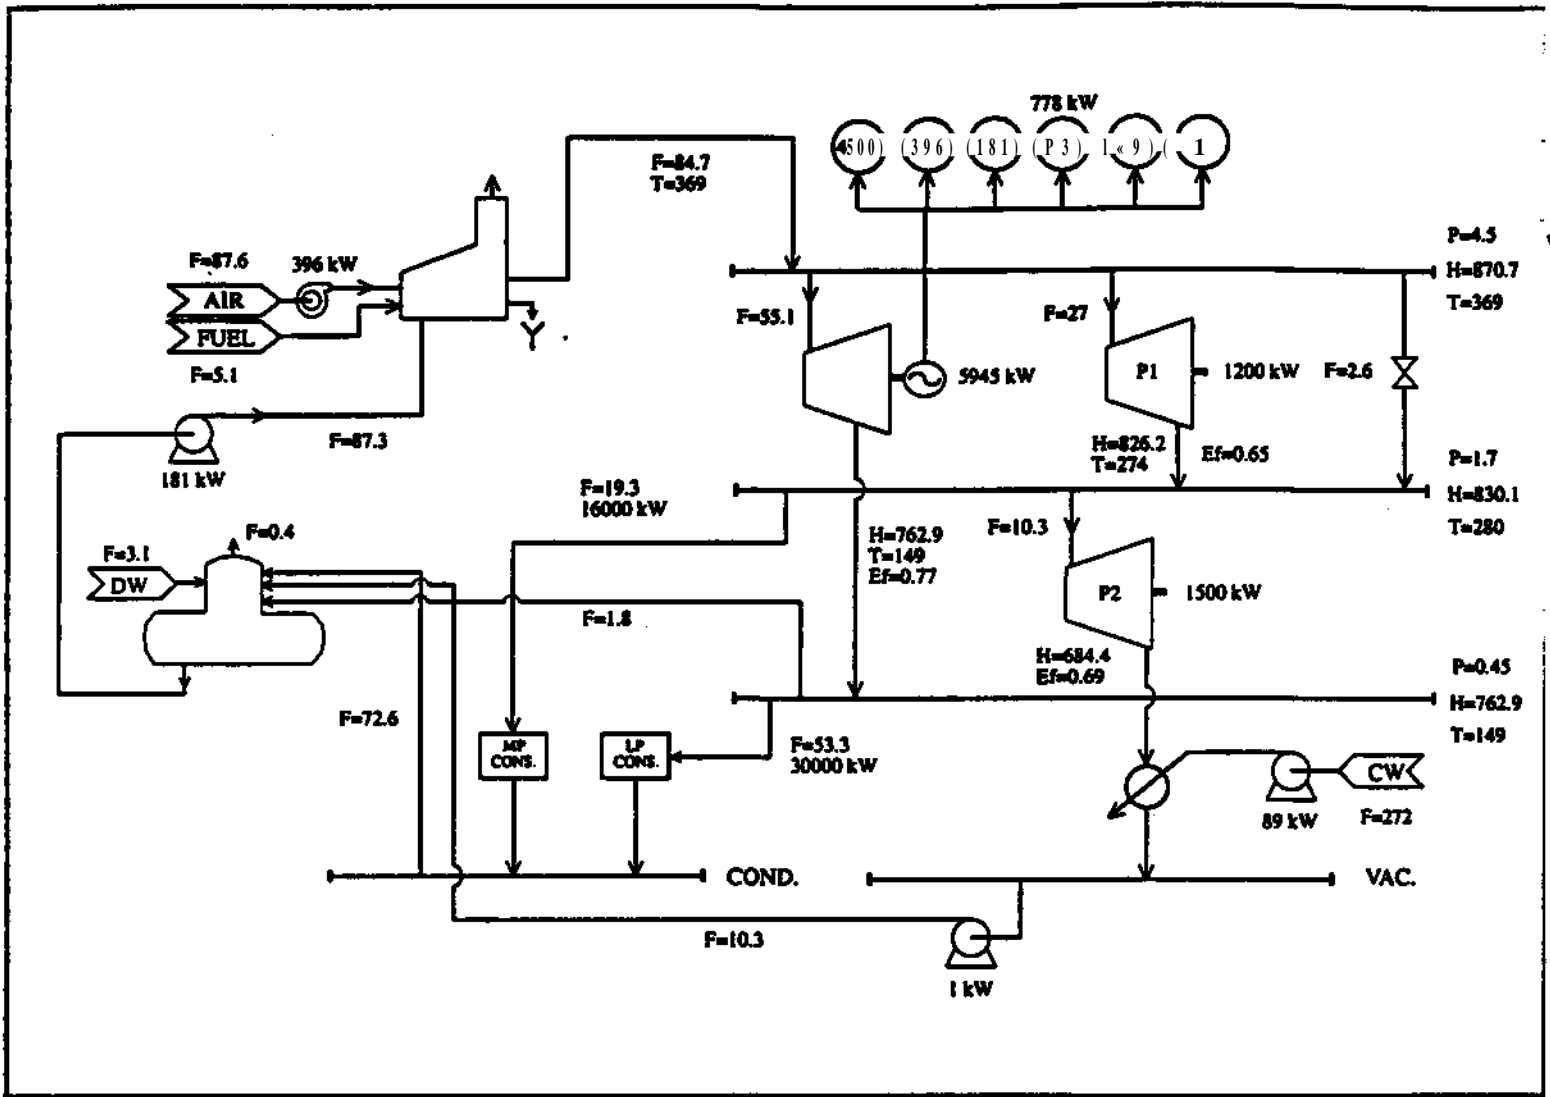 778 kW
4500) (396) (181) (P3) 1«9) ( 1
F=84.7
T=369
F=87.6
396 kW
AIR
FUEL
F=5.1
F=87.3
181 kW
P=4.5
H=870.7
T=369
F=55.1
5945 kW
F=27
P1
1200 kW
F=2.6
H=826.2
T=274
Ef=0.65
P=1.7
H=830.1
T=280
F=19.3
16000 kW
F=0.4
F=3.1
DW
H=762.9
T=149
Ef=0.77
F=10.3
P2
1500 kW
F=1.8
H=684.4
Ef=0.69
P=0.45
H=762.9
T=149
F=72.6
MP
CONS.
LP
CONS.
F=53.3
30000 kW
CW
89 kW
F=272
COND.
VAC.
F=10.3
1 kW